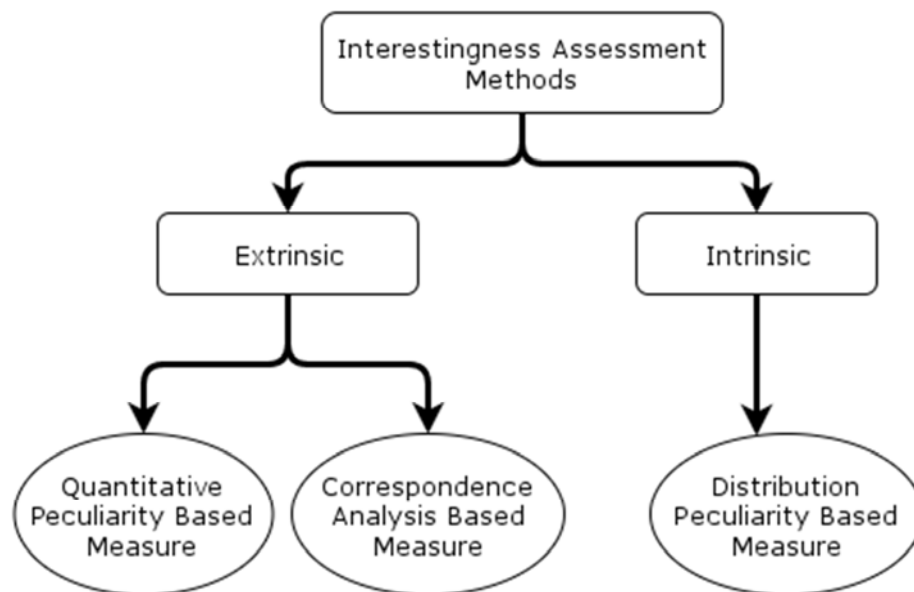 Interestingness Assessment
Methods
Extrinsic
Intrinsic
Quantitative
Peculiarity Based
Measure
Correspondence
Analysis Based
Measure
Distribution
Peculiarity Based
Measure